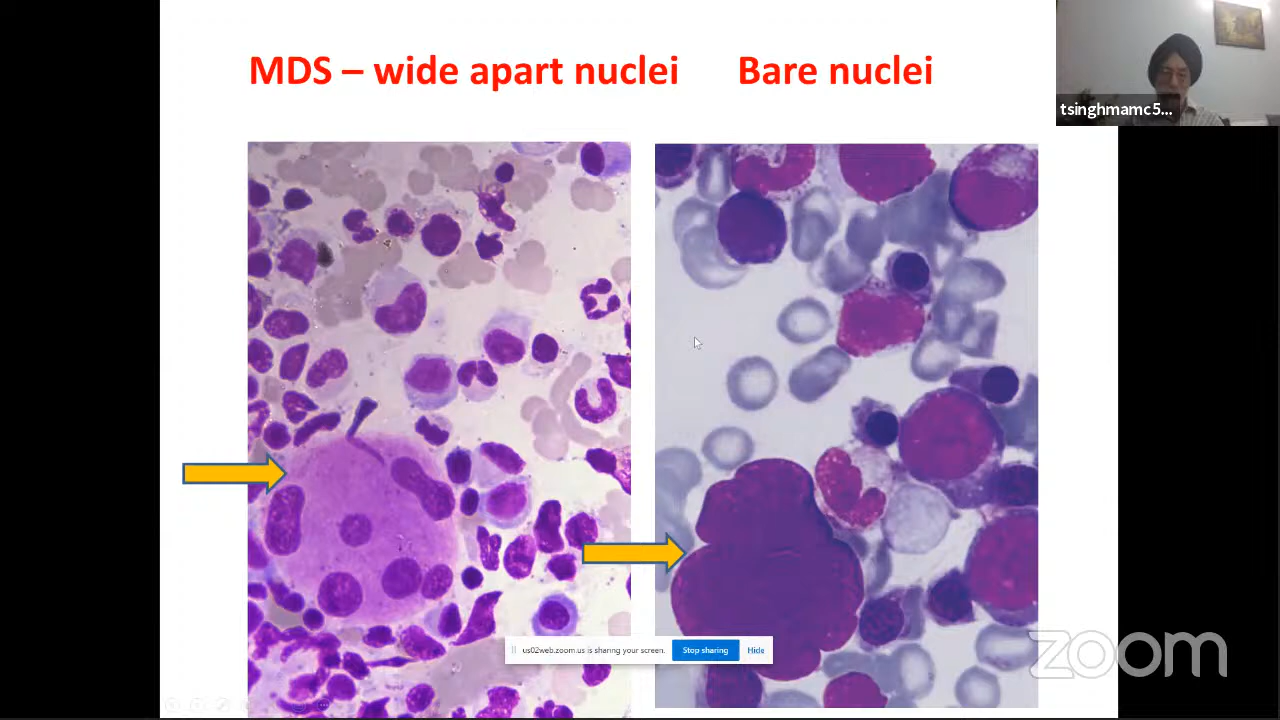 MDS – wide apart nuclei Bare nuclei
tsinghmamc5...
us02web.zoom.us is sharing your screen. Stop sharing Hide
zoom